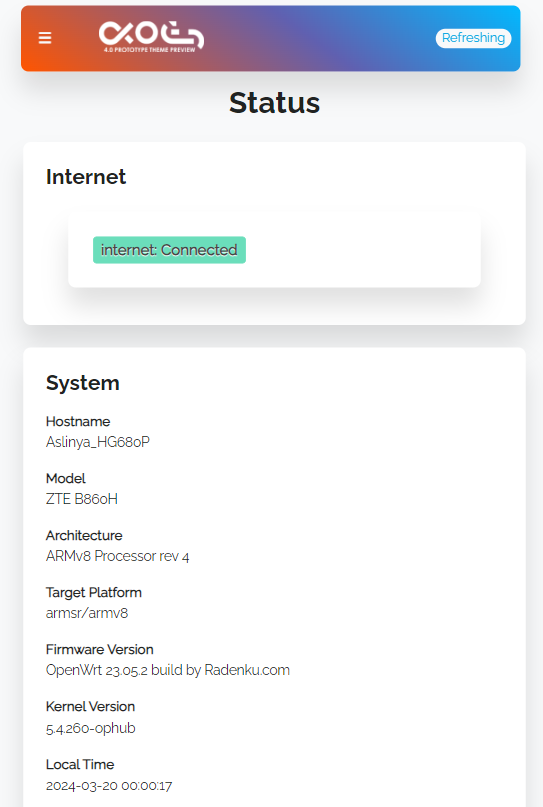 4.0 PROTOTYPE THEME PREVIEW
Refreshing
Status
Internet
internet: Connected
System
Hostname
Aslinya_HG680P
Model
ZTE B860H
Architecture
ARMv8 Processor rev 4
Target Platform
armsr/armv8
Firmware Version
OpenWrt 23.05.2 build by Radenku.com
Kernel Version
5.4.260-ophub
Local Time
2024-03-20 00:00:17